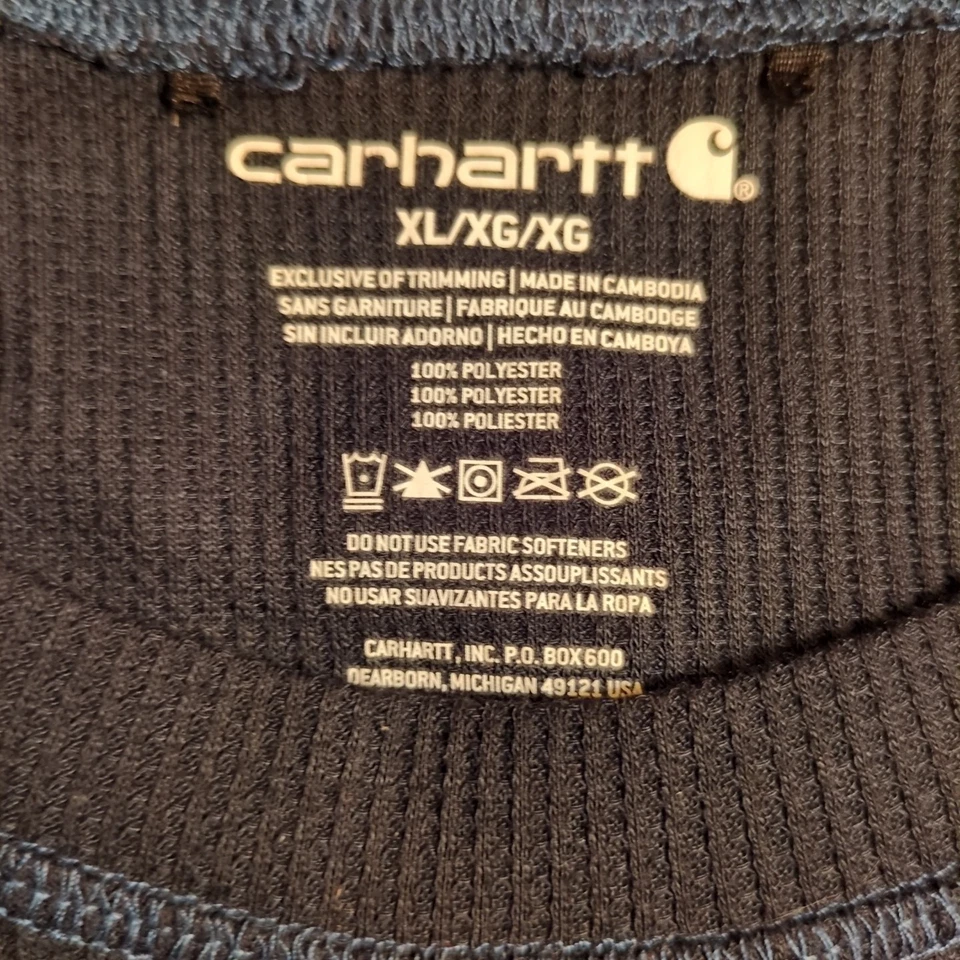 carhartt ®
XL/XG/XG
EXCLUSIVE OF TRIMMING | MADE IN CAMBODIA
SANS GARNITURE | FABRIQUE AU CAMBODGE
SIN INCLUIR ADORNO | HECHO EN CAMBOYA
100% POLYESTER
100% POLYESTER
100% POLIESTER
DO NOT USE FABRIC SOFTENERS
NES PAS DE PRODUCTS ASSOUPLISSANTS
NO USAR SUAVIZANTES PARA LA ROPA
CARHARTT, INC. P.O. BOX 600
DEARBORN, MICHIGAN 49121 USA